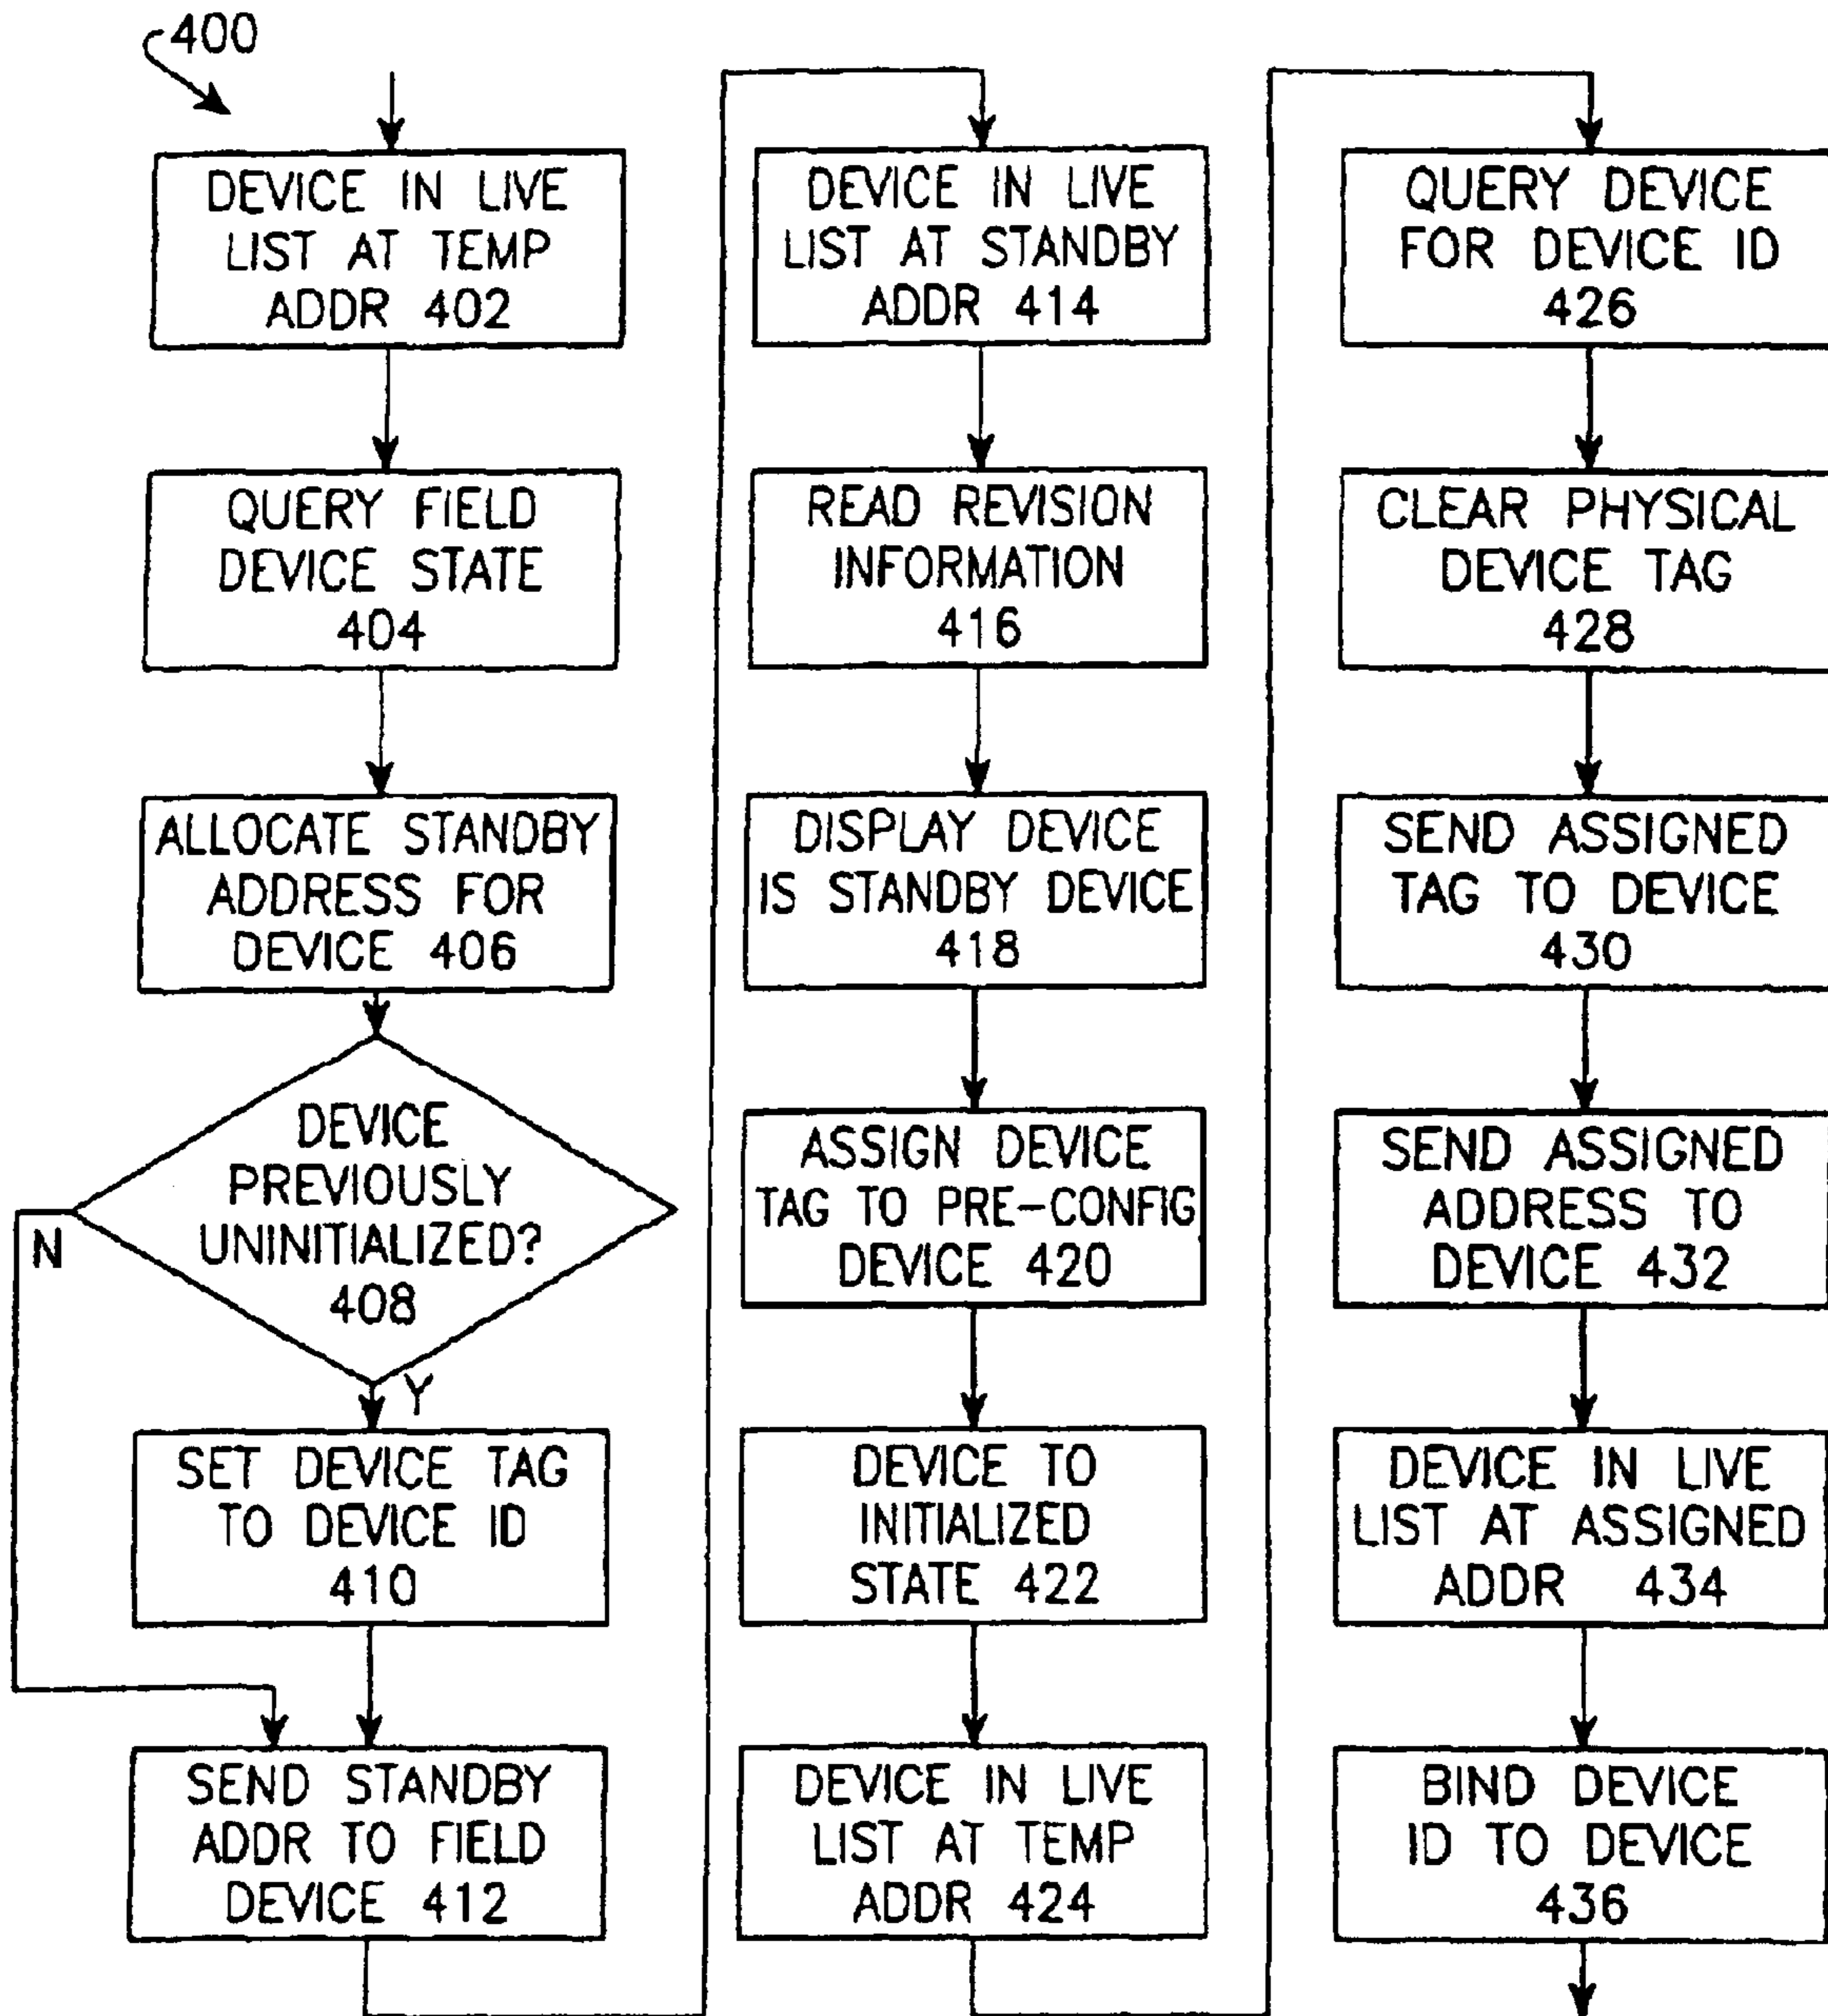 400
DEVICE IN LIVE
LIST AT TEMP
ADDR 402
QUERY FIELD
DEVICE STATE
404
ALLOCATE STANDBY
ADDRESS FOR
DEVICE 406
DEVICE
PREVIOUSLY
UNINITIALIZED?
408
N
Y
SET DEVICE TAG
TO DEVICE ID
410
SEND STANDBY
ADDR TO FIELD
DEVICE 412
DEVICE IN LIVE
LIST AT STANDBY
ADDR 414
READ REVISION
INFORMATION
416
DISPLAY DEVICE
IS STANDBY DEVICE
418
ASSIGN DEVICE
TAG TO PRE-CONFIG
DEVICE 420
DEVICE TO
INITIALIZED
STATE 422
DEVICE IN LIVE
LIST AT TEMP
ADDR 424
QUERY DEVICE
FOR DEVICE ID
426
CLEAR PHYSICAL
DEVICE TAG
428
SEND ASSIGNED
TAG TO DEVICE
430
SEND ASSIGNED
ADDRESS TO
DEVICE 432
DEVICE IN LIVE
LIST AT ASSIGNED
ADDR 434
BIND DEVICE
ID TO DEVICE
436